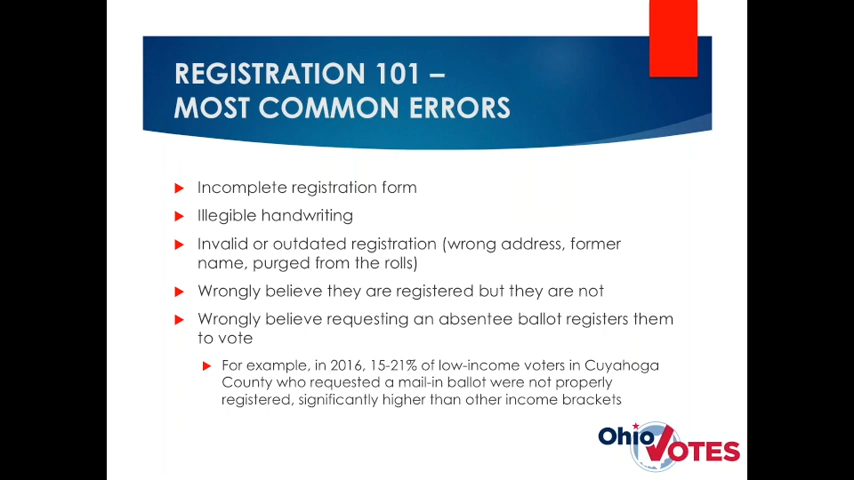 REGISTRATION 101 –
MOST COMMON ERRORS
Incomplete registration form
Illegible handwriting
Invalid or outdated registration (wrong address, former
name, purged from the rolls)
Wrongly believe they are registered but they are not
Wrongly believe requesting an absentee ballot registers them
to vote
For example, in 2016, 15-21% of low-income voters in Cuyahoga
County who requested a mail-in ballot were not properly
registered, significantly higher than other income brackets
Ohio VOTES